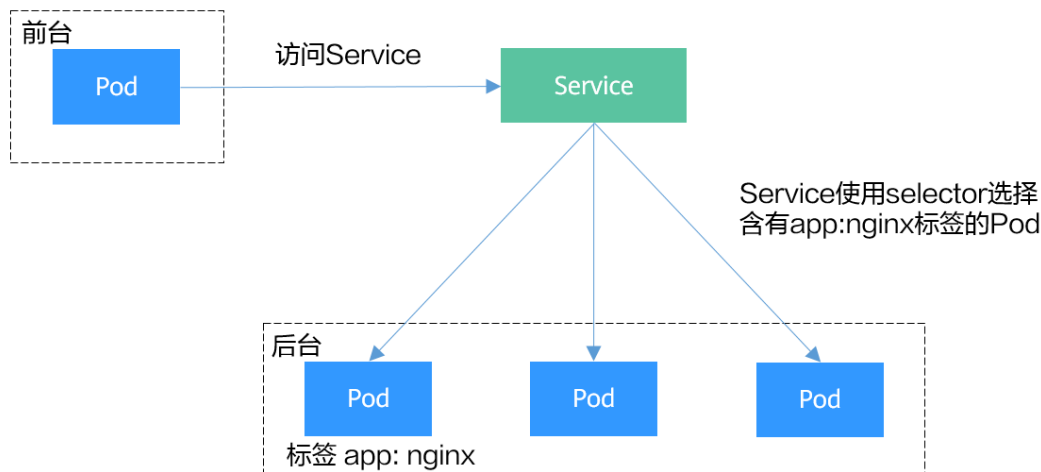 前台
Pod
访问Service
Service
Service使用selector选择
含有app:nginx标签的Pod
后台
Pod
Pod
Pod
标签 app: nginx